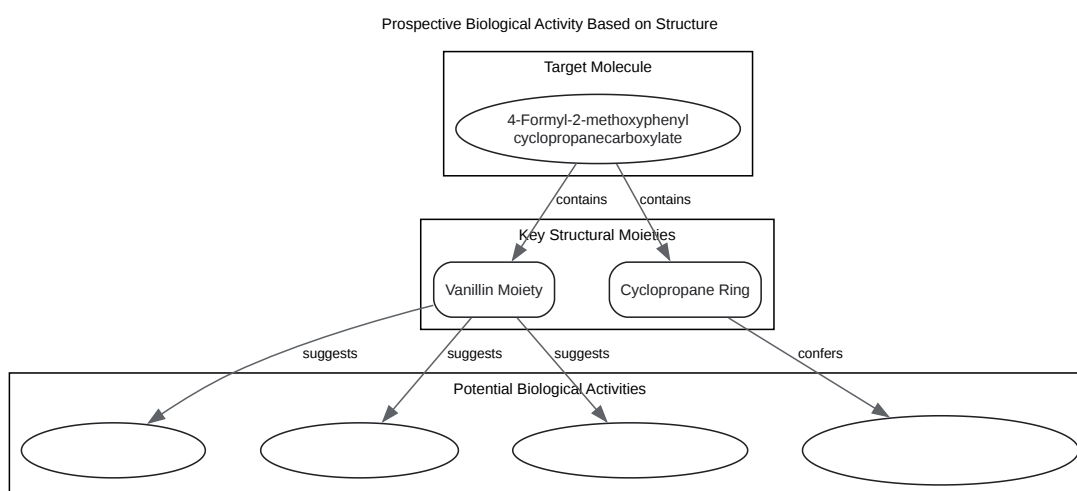 Prospective Biological Activity Based on Structure
Target Molecule
4-Formyl-2-methoxyphenyl
cyclopropanecarboxylate
contains
contains
Key Structural Moieties
Vanillin Moiety
Cyclopropane Ring
suggests
suggests
suggests
confers
Potential Biological Activities